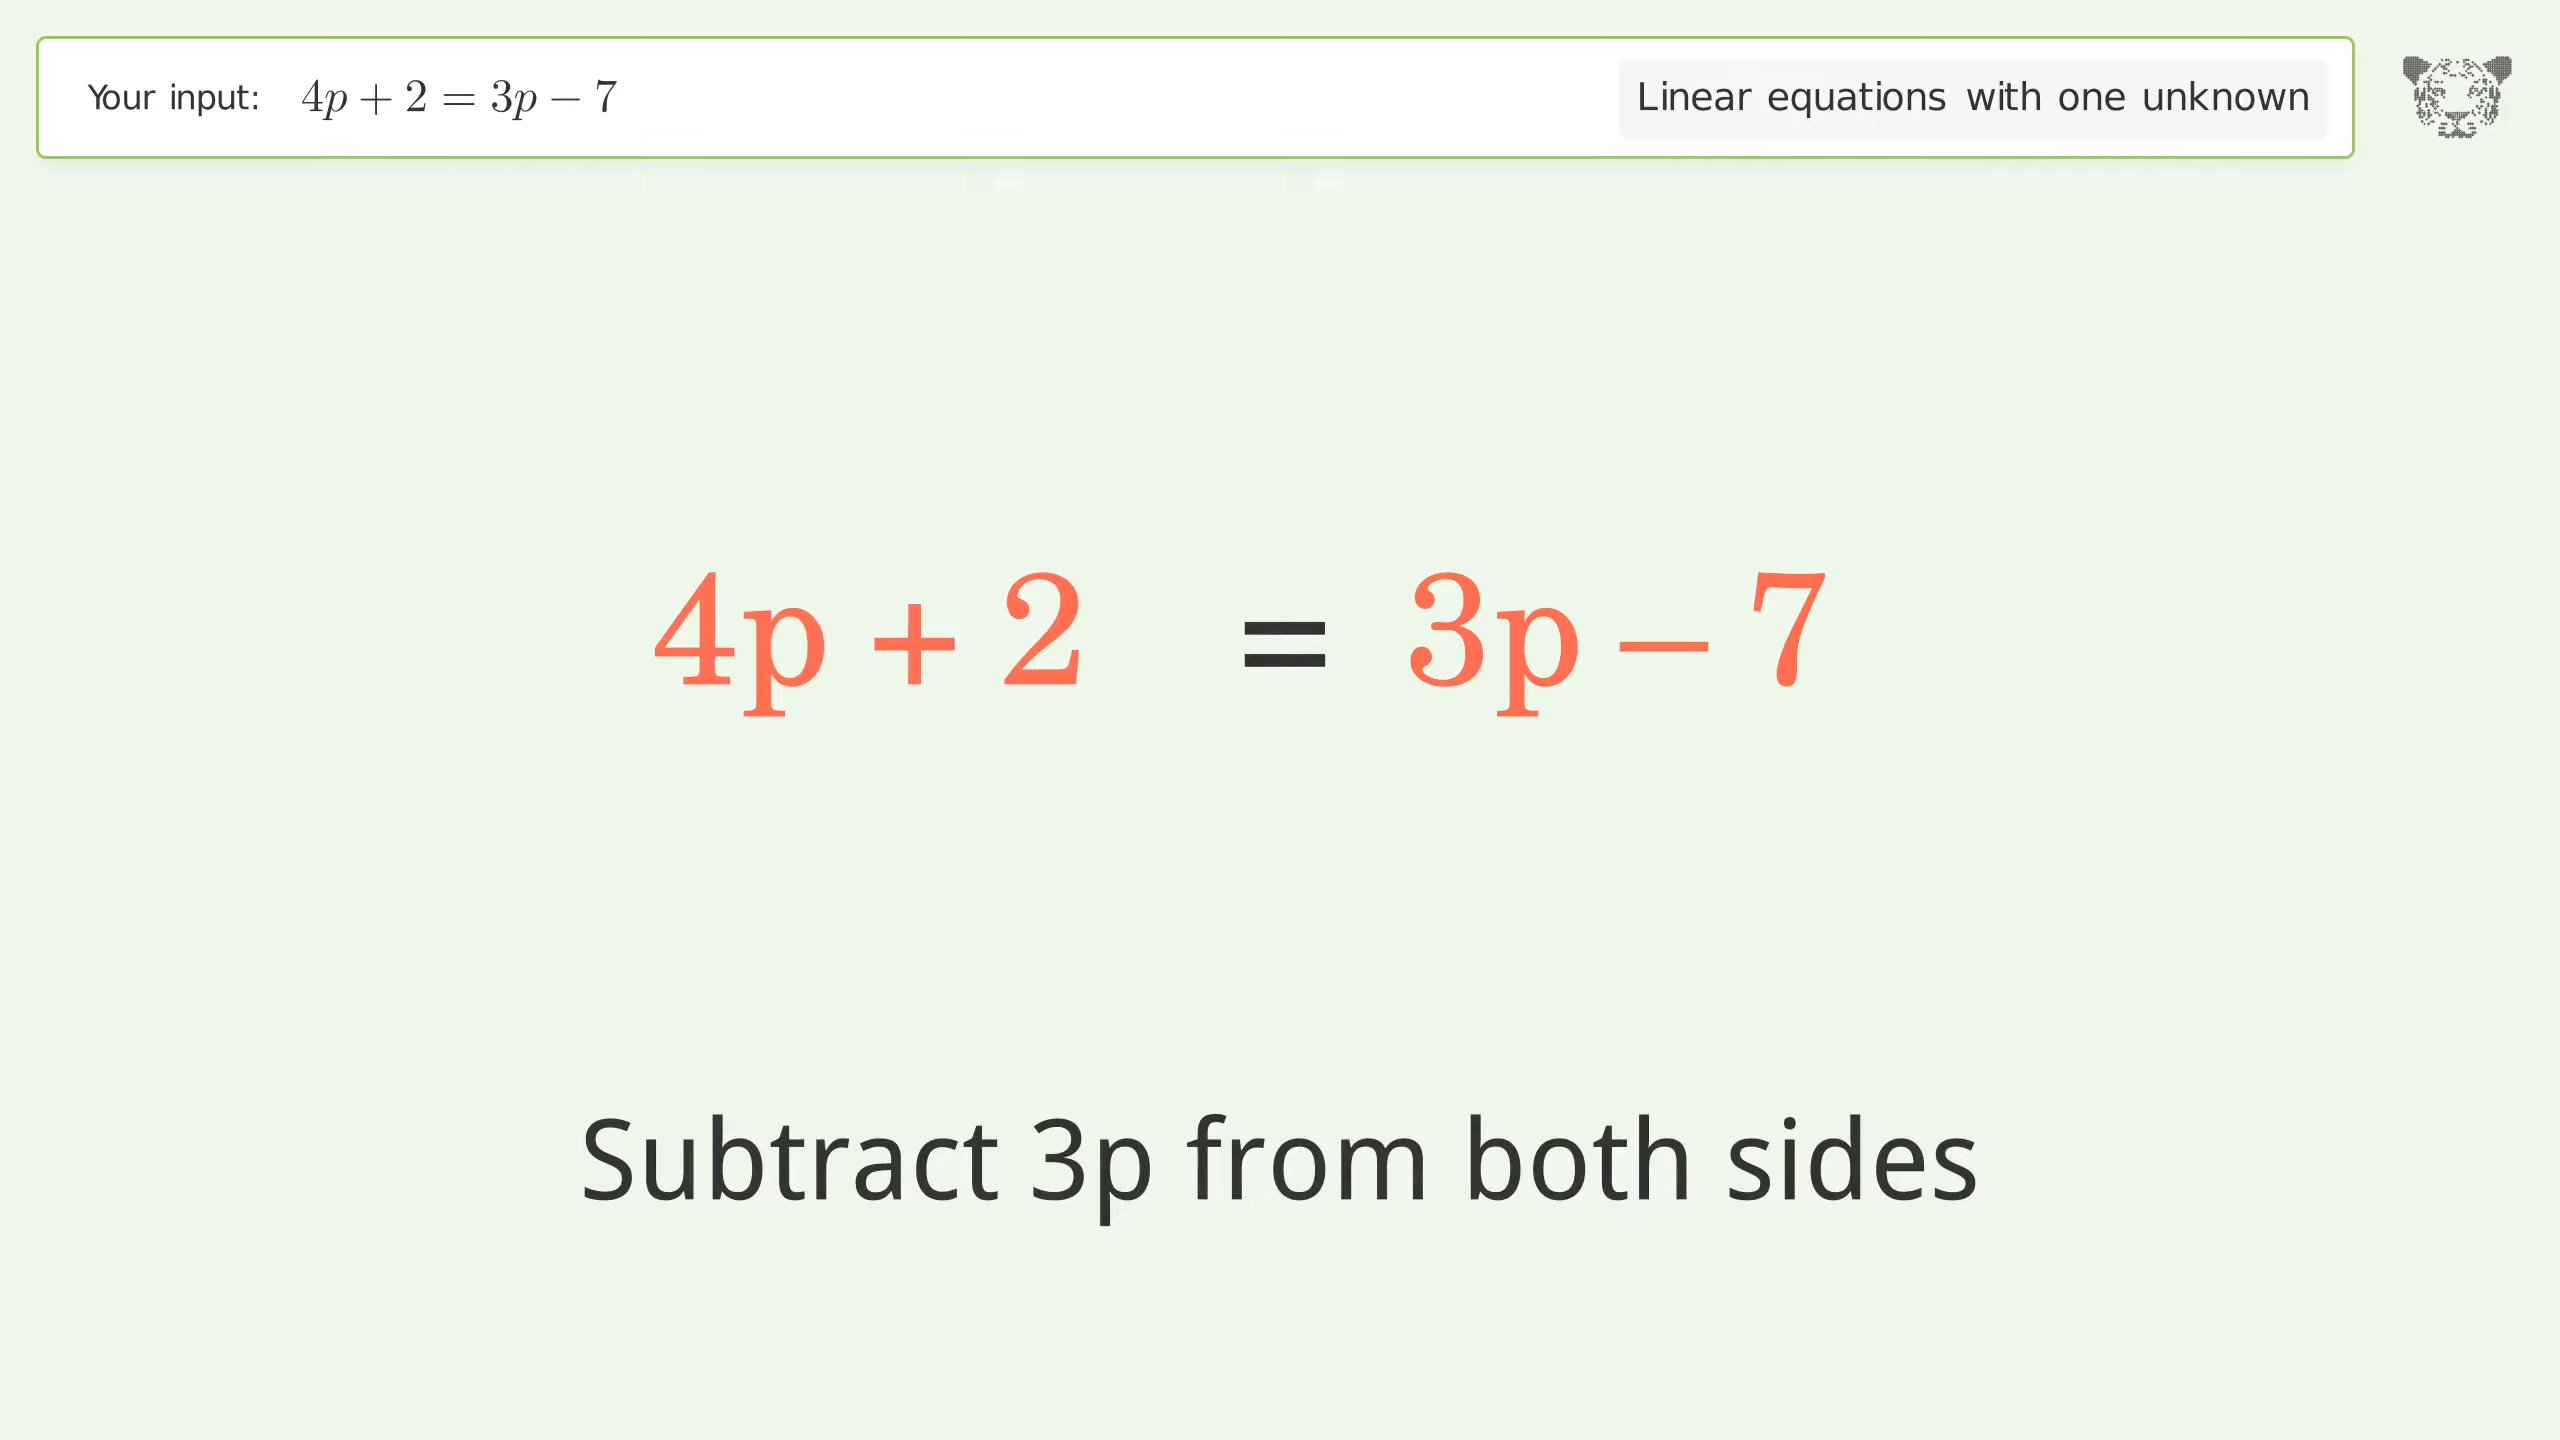 Your input: 4p + 2 = 3p − 7
Linear equations with one unknown
4p + 2 = 3p − 7
Subtract 3p from both sides